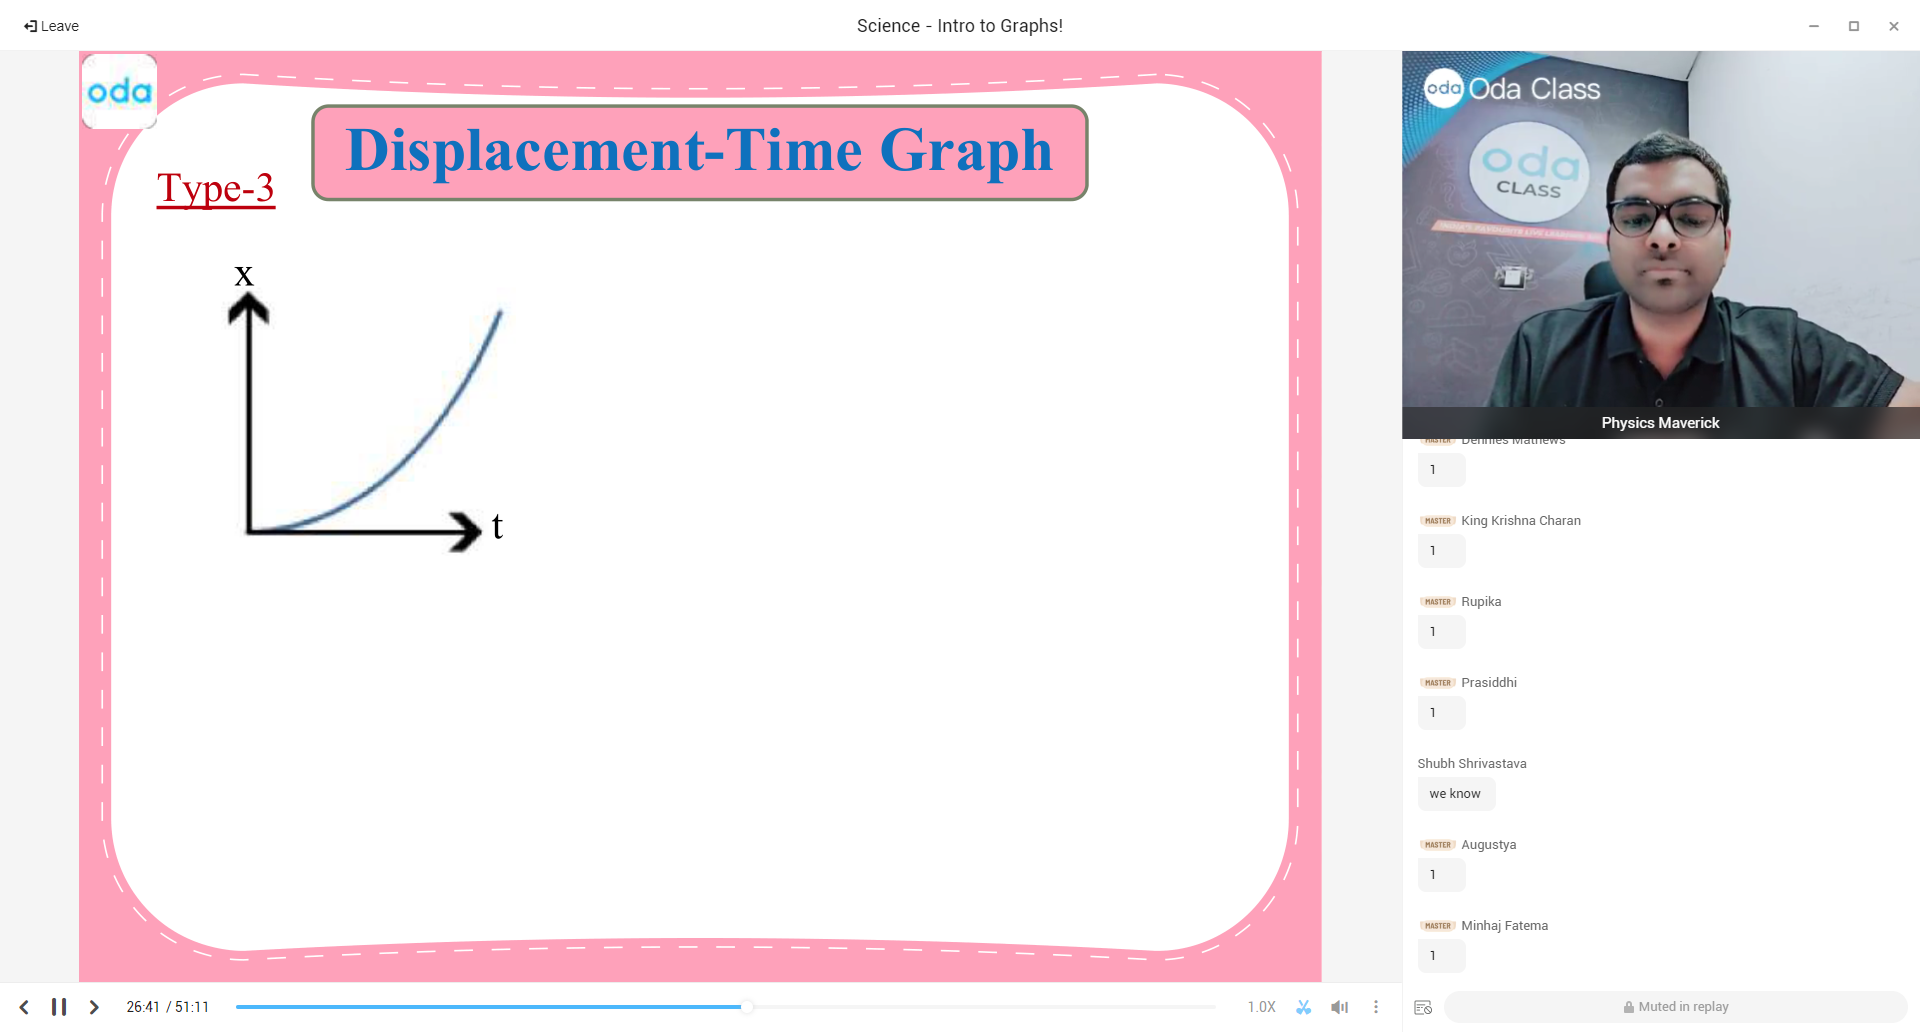 Leave
Science - Intro to Graphs!
oda
Displacement-Time Graph
Type-3
x
t
oda Oda Class
oda
CLASS
Physics Maverick
MASTER Dennies Mathews
1
MASTER King Krishna Charan
1
MASTER Rupika
1
MASTER Prasiddhi
1
Shubh Shrivastava
we know
MASTER Augustya
1
MASTER Minhaj Fatema
1
26:41 / 51:11
1.0X
Muted in replay